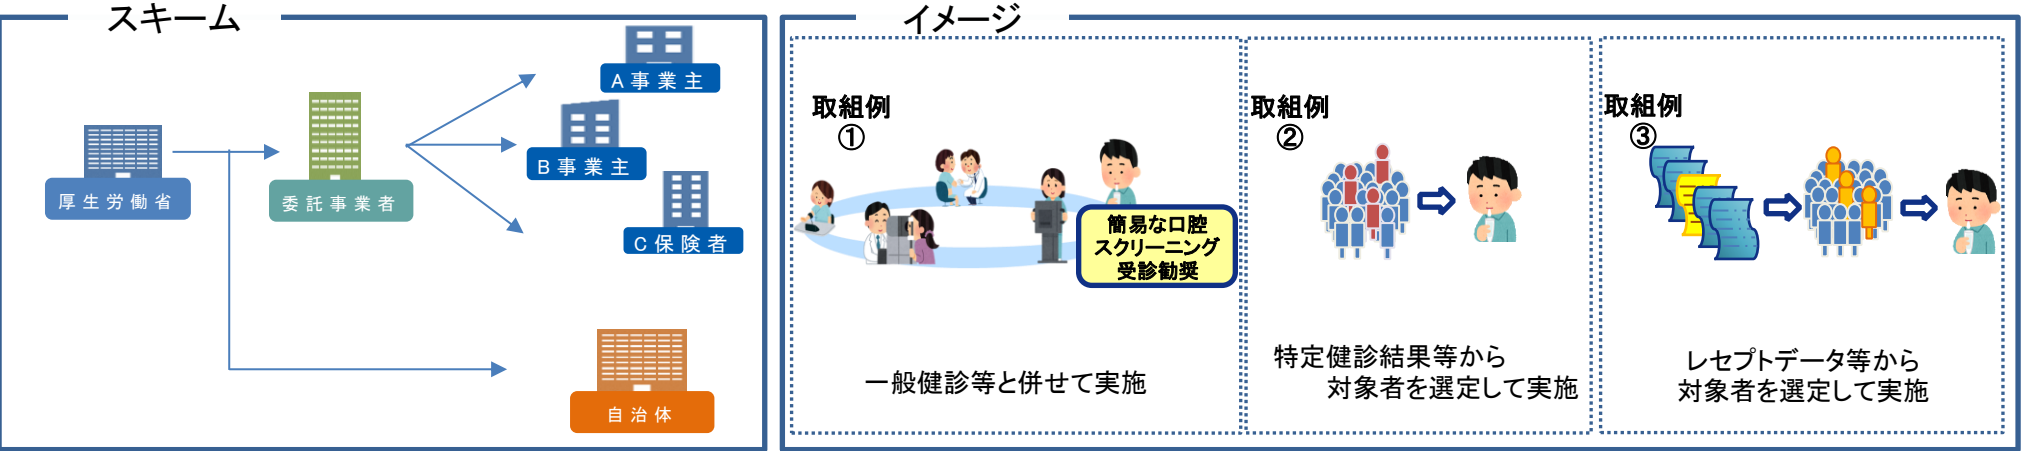 スキーム
A事業主
B事業主
C保険者
厚生労働省
委託事業者
自治体
イメージ
取組例
①
簡易な口腔
スクリーニング
受診勧奨
一般健診等と併せて実施
取組例
②
特定健診結果等から
対象者を選定して実施
取組例
③
レセプトデータ等から
対象者を選定して実施